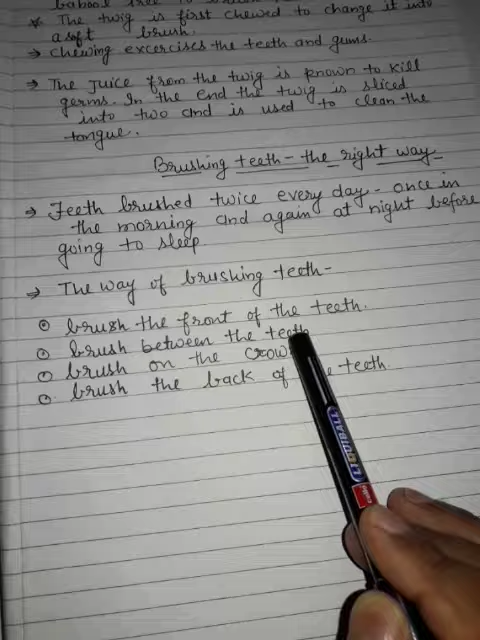 * The twig is first chewed to change it into
a soft brush.
→ Chewing excercises the teeth and gums.
→ The juice from the twig is known to kill
germs. In the end the twig is sliced
into two and is used to clean the
tongue.
Brushing teeth - the right way
→ Teeth brushed twice every day - once in
the morning and again at night before
going to sleep
→ The way of brushing teeth -
brush the front of the teeth.
brush between the teeth
brush on the
brush the back of teeth
LIQUIBALL
cello